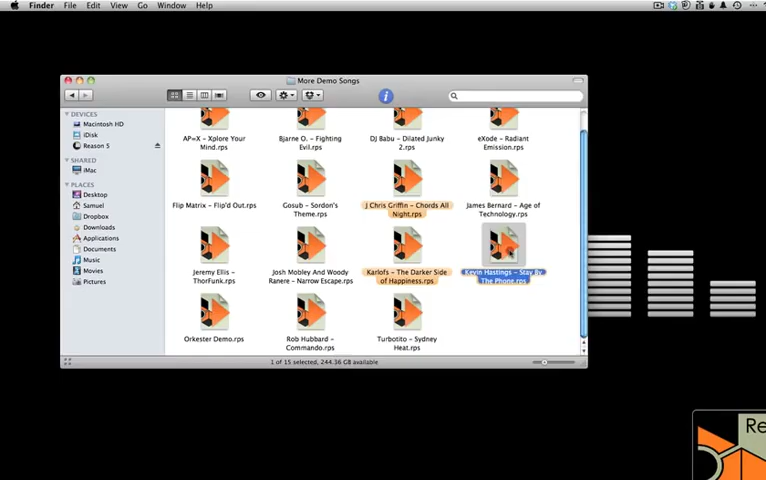 Finder File Edit View Go Window Help
More Demo Songs
DEVICES
Macintosh HD
iDisk
Reason 5
SHARED
iMac
PLACES
Desktop
Samuel
Dropbox
Downloads
Applications
Documents
Music
Movies
Pictures
AP=X - Xplore Your
Mind.rps
Bjarne O. - Fighting
Evil.rps
DJ Babu - Dilated Junky
2.rps
eXode - Radiant
Emission.rps
Flip Matrix - Flip'd Out.rps
Gosub - Sordon's
Theme.rps
J Chris Griffin - Chords All
Night.rps
James Bernard - Age of
Technology.rps
Jeremy Ellis -
ThorFunk.rps
Josh Mobley And Woody
Ranere - Narrow Escape.rps
Karlofs - The Darker Side
of Happiness.rps
Kevin Hastings - Stay By
The Phone.rps
Orkester Demo.rps
Rob Hubbard -
Commando.rps
Turbotito - Sydney
Heat.rps
1 of 15 selected, 244.36 GB available
Re